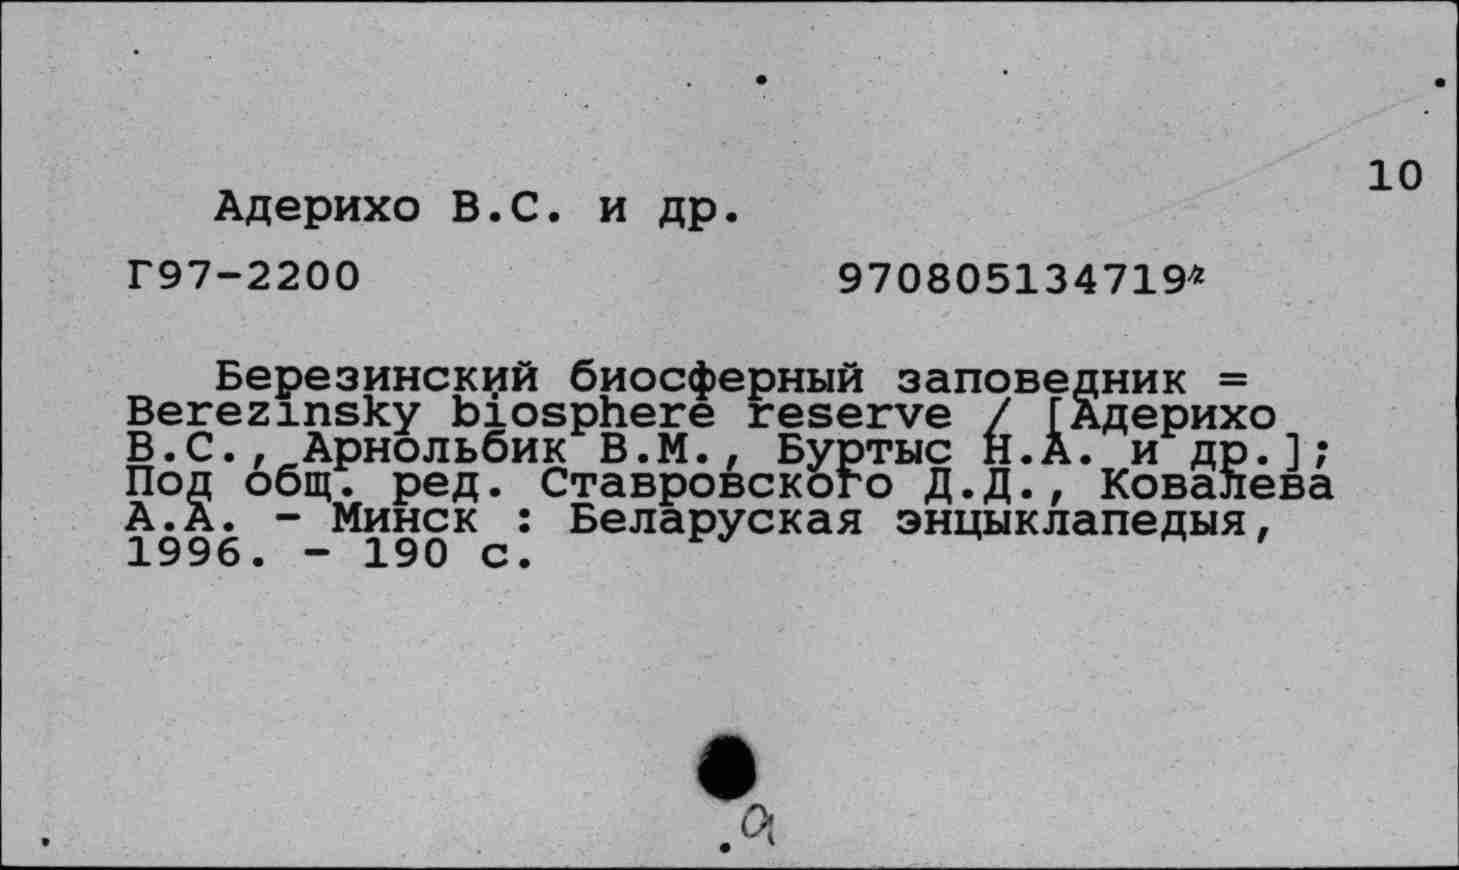 10
Адерихо В.С. и др.
Г97-2200 970805134719*
Березинский биосферный заповедник =
Berezinsky biosphere reserve / [Адерихо
В.С., Арнольбик В.М., Буртыс Н.А. и др.];
Под общ. ред. Ставровского Д.Д., Ковалева
А.А. - Минск : Беларуская энцыклапедыя,
1996. - 190 с.